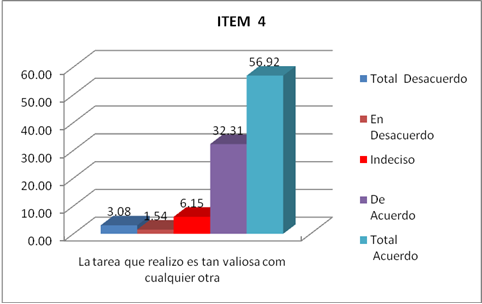 ITEM 4
60.00
50.00
40.00
30.00
20.00
10.00
0.00
3.08
1.54
6.15
32.31
56.92
La tarea que realizo es tan valiosa com
cualquier otra
Total Desacuerdo
En
Desacuerdo
Indeciso
De
Acuerdo
Total
Acuerdo